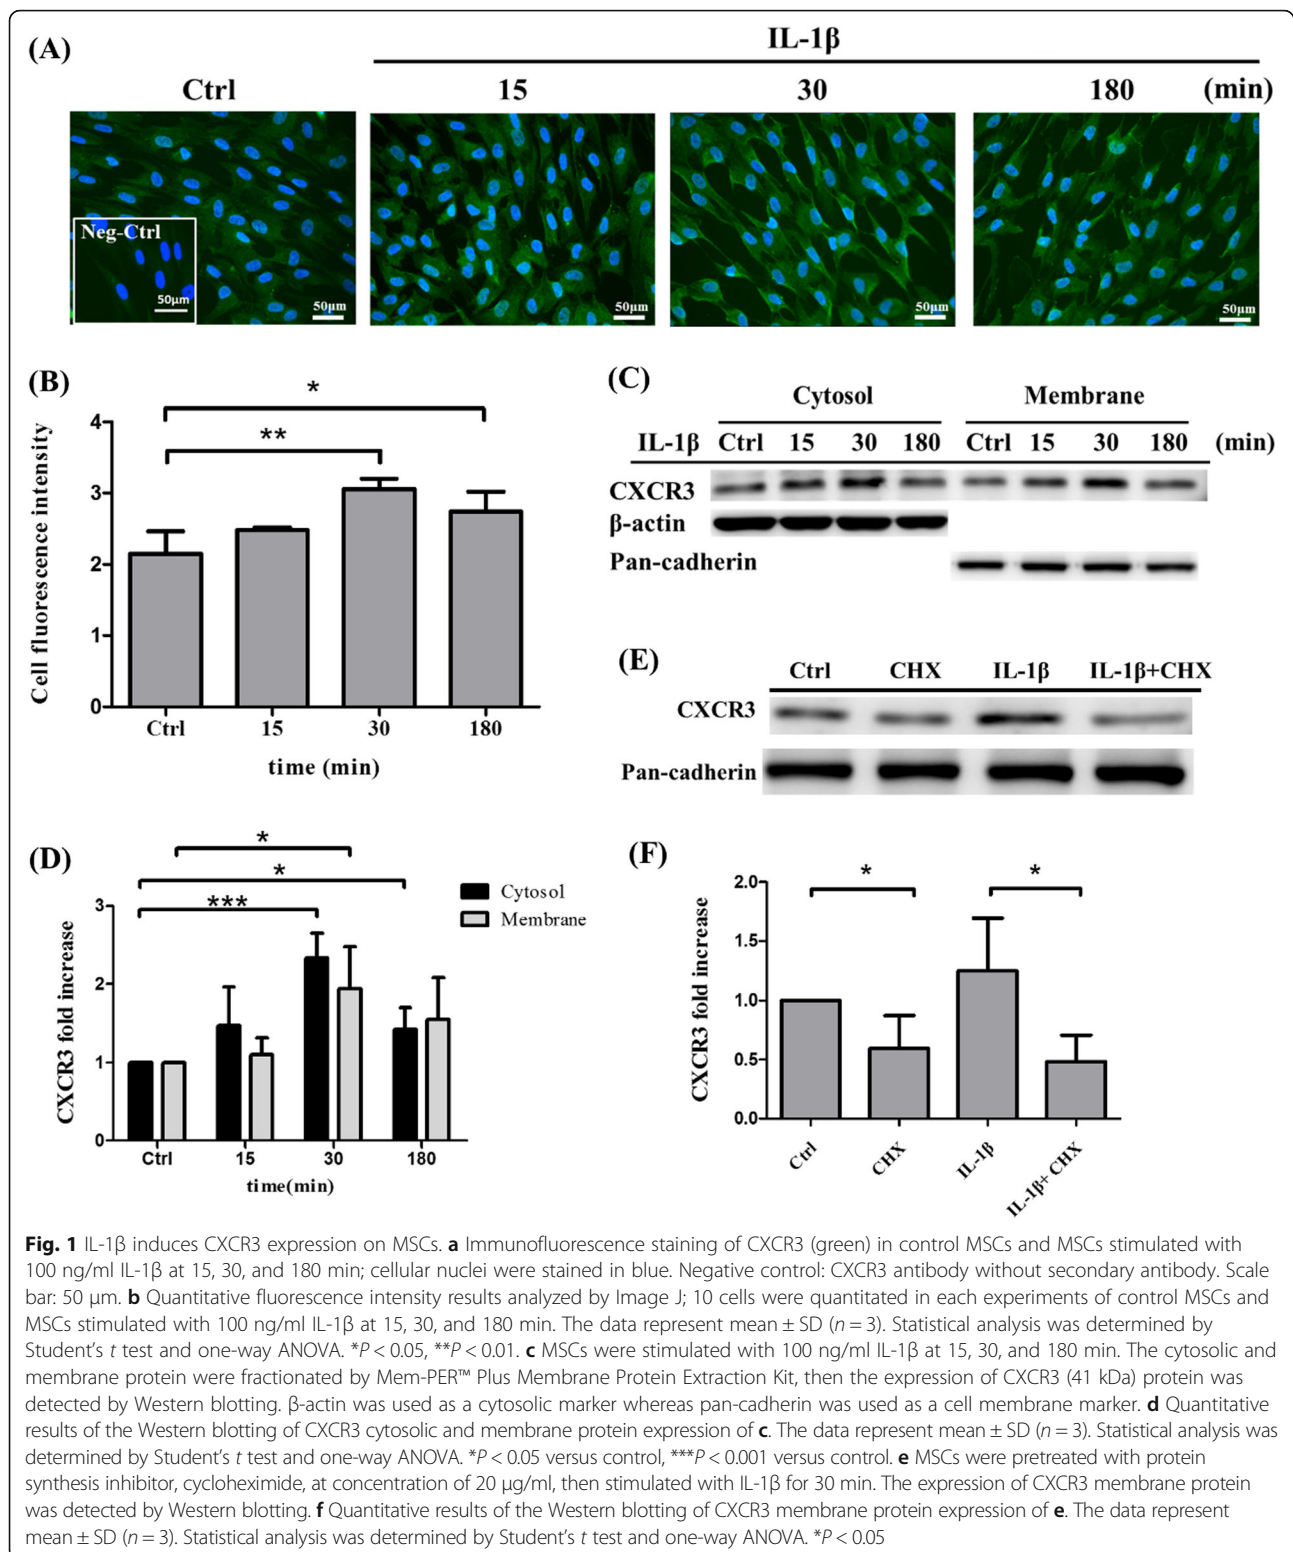 (A)
IL-1β
Ctrl 15 30 180 (min)
Neg-Ctrl
50µm
50µm 50µm 50µm 50µm
(B)
* 
**
Cell fluorescence intensity
4
3
2
1
0
Ctrl 15 30 180
time (min)
(C)
Cytosol Membrane
IL-1β Ctrl 15 30 180 Ctrl 15 30 180 (min)
CXCR3
β-actin
Pan-cadherin
(E)
Ctrl CHX IL-1β IL-1β+CHX
CXCR3
Pan-cadherin
(D)
*
*
***
Cytosol
Membrane
CXCR3 fold increase
3
2
1
0
Ctrl 15 30 180
time(min)
(F)
* *
CXCR3 fold increase
2.0
1.5
1.0
0.5
0.0
Ctrl CHX IL-1β IL-1β+ CHX
Fig. 1 IL-1β induces CXCR3 expression on MSCs. a Immunofluorescence staining of CXCR3 (green) in control MSCs and MSCs stimulated with
100 ng/ml IL-1β at 15, 30, and 180 min; cellular nuclei were stained in blue. Negative control: CXCR3 antibody without secondary antibody. Scale
bar: 50 µm. b Quantitative fluorescence intensity results analyzed by Image J; 10 cells were quantitated in each experiments of control MSCs and
MSCs stimulated with 100 ng/ml IL-1β at 15, 30, and 180 min. The data represent mean ± SD (n = 3). Statistical analysis was determined by
Student's t test and one-way ANOVA. *P < 0.05, **P < 0.01. c MSCs were stimulated with 100 ng/ml IL-1β at 15, 30, and 180 min. The cytosolic and
membrane protein were fractionated by Mem-PER™ Plus Membrane Protein Extraction Kit, then the expression of CXCR3 (41 kDa) protein was
detected by Western blotting. β-actin was used as a cytosolic marker whereas pan-cadherin was used as a cell membrane marker. d Quantitative
results of the Western blotting of CXCR3 cytosolic and membrane protein expression of c. The data represent mean ± SD (n = 3). Statistical analysis was
determined by Student's t test and one-way ANOVA. *P < 0.05 versus control, ***P < 0.001 versus control. e MSCs were pretreated with protein
synthesis inhibitor, cycloheximide, at concentration of 20 µg/ml, then stimulated with IL-1β for 30 min. The expression of CXCR3 membrane protein
was detected by Western blotting. f Quantitative results of the Western blotting of CXCR3 membrane protein expression of e. The data represent
mean ± SD (n = 3). Statistical analysis was determined by Student's t test and one-way ANOVA. *P < 0.05